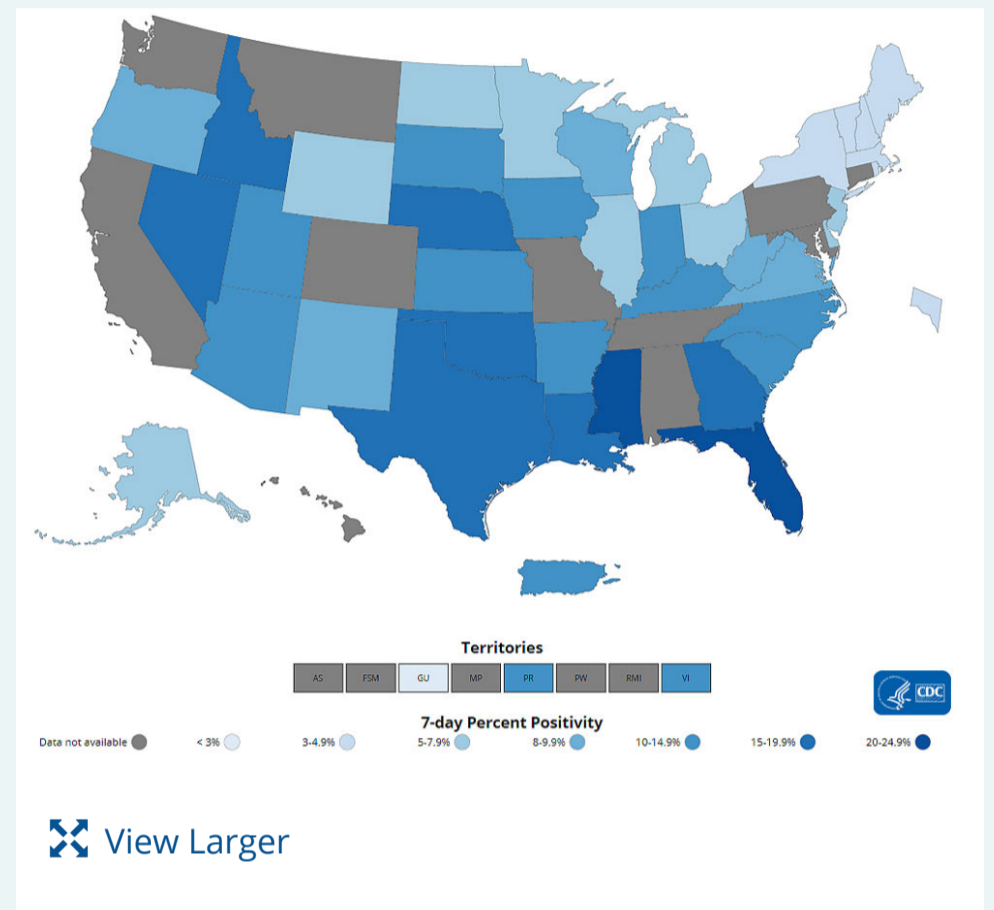 Territories
AS FSM GU MP PR PW RMI VI
CDC
7-day Percent Positivity
Data not available < 3% 3-4.9% 5-7.9% 8-9.9% 10-14.9% 15-19.9% 20-24.9%
View Larger